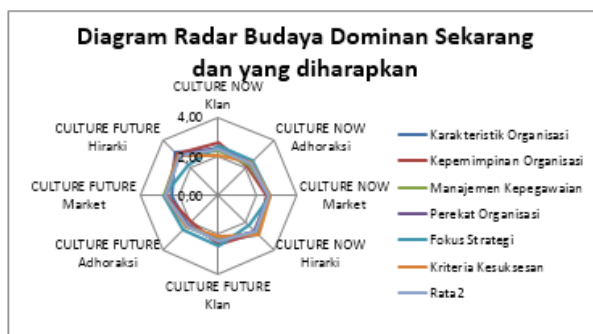 Diagram Radar Budaya Dominan Sekarang
dan yang diharapkan
CULTURE NOW
Klan
4,00
2,00
0,00
CULTURE NOW
Adhoraksi
CULTURE NOW
Market
CULTURE NOW
Hirarki
CULTURE FUTURE
Klan
CULTURE FUTURE
Adhoraksi
CULTURE FUTURE
Market
CULTURE FUTURE
Hirarki
Karakteristik Organisasi
Kepemimpinan Organisasi
Manajemen Kepegawaian
Perekat Organisasi
Fokus Strategi
Kriteria Kesuksesan
Rata2